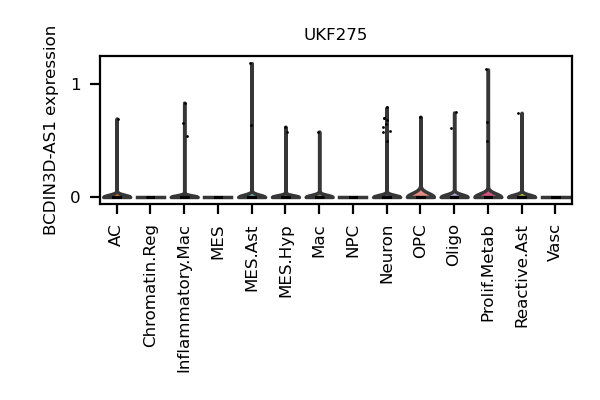 UKF275
BCDIN3D-AS1 expression
1
0
AC
Chromatin.Reg
Inflammatory.Mac
MES
MES.Ast
MES.Hyp
Mac
NPC
Neuron
OPC
Oligo
Prolif.Metab
Reactive.Ast
Vasc